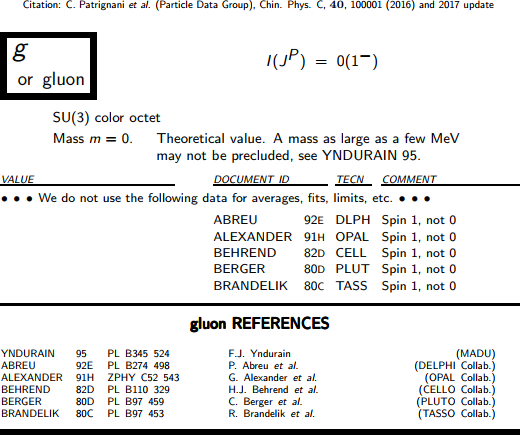 Citation: C. Patrignani et al. (Particle Data Group), Chin. Phys. C, 40, 100001 (2016) and 2017 update
g
or gluon
I(J^P) = 0(1^−)
SU(3) color octet
Mass m = 0. Theoretical value. A mass as large as a few MeV
may not be precluded, see YNDURAIN 95.
VALUE DOCUMENT ID TECN COMMENT
• • • We do not use the following data for averages, fits, limits, etc. • • •
ABREU 92E DLPH Spin 1, not 0
ALEXANDER 91H OPAL Spin 1, not 0
BEHREND 82D CELL Spin 1, not 0
BERGER 80D PLUT Spin 1, not 0
BRANDELIK 80C TASS Spin 1, not 0
gluon REFERENCES
YNDURAIN 95 PL B345 524 F.J. Yndurain (MADU)
ABREU 92E PL B274 498 P. Abreu et al. (DELPHI Collab.)
ALEXANDER 91H ZPHY C52 543 G. Alexander et al. (OPAL Collab.)
BEHREND 82D PL B110 329 H.J. Behrend et al. (CELLO Collab.)
BERGER 80D PL B97 459 C. Berger et al. (PLUTO Collab.)
BRANDELIK 80C PL B97 453 R. Brandelik et al. (TASSO Collab.)